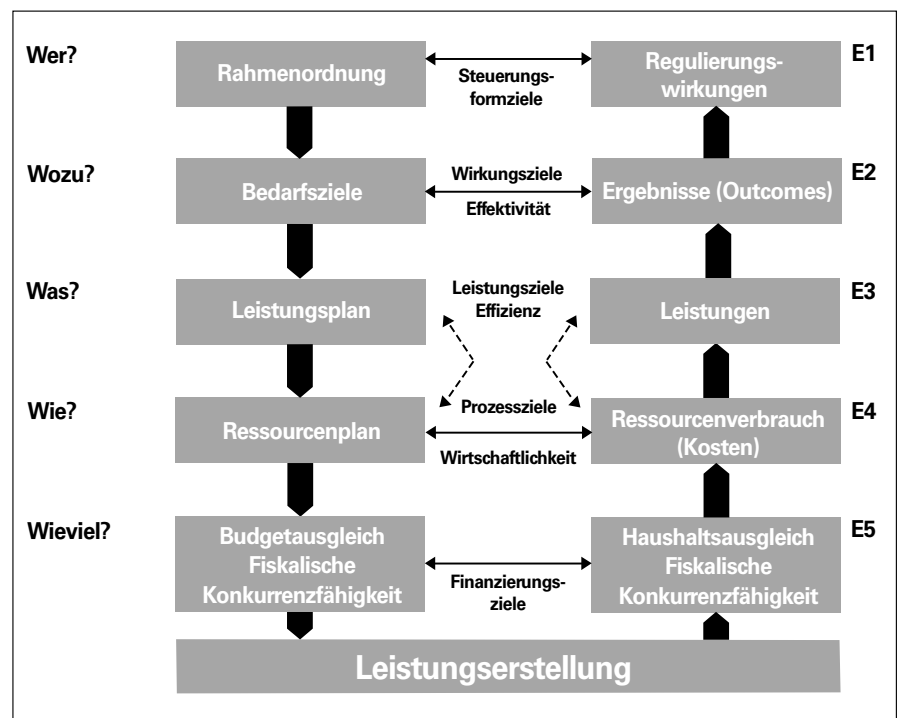 Wer?
Rahmenordnung
Steuerungs-
formziele
Regulierungs-
wirkungen
E1
Wozu?
Bedarfsziele
Wirkungsziele
Effektivität
Ergebnisse (Outcomes)
E2
Was?
Leistungsplan
Leistungsziele
Effizienz
Leistungen
E3
Wie?
Ressourcenplan
Prozessziele
Wirtschaftlichkeit
Ressourcenverbrauch
(Kosten)
E4
Wieviel?
Budgetausgleich
Fiskalische
Konkurrenzfähigkeit
Finanzierungs-
ziele
Haushaltsausgleich
Fiskalische
Konkurrenzfähigkeit
E5
Leistungserstellung